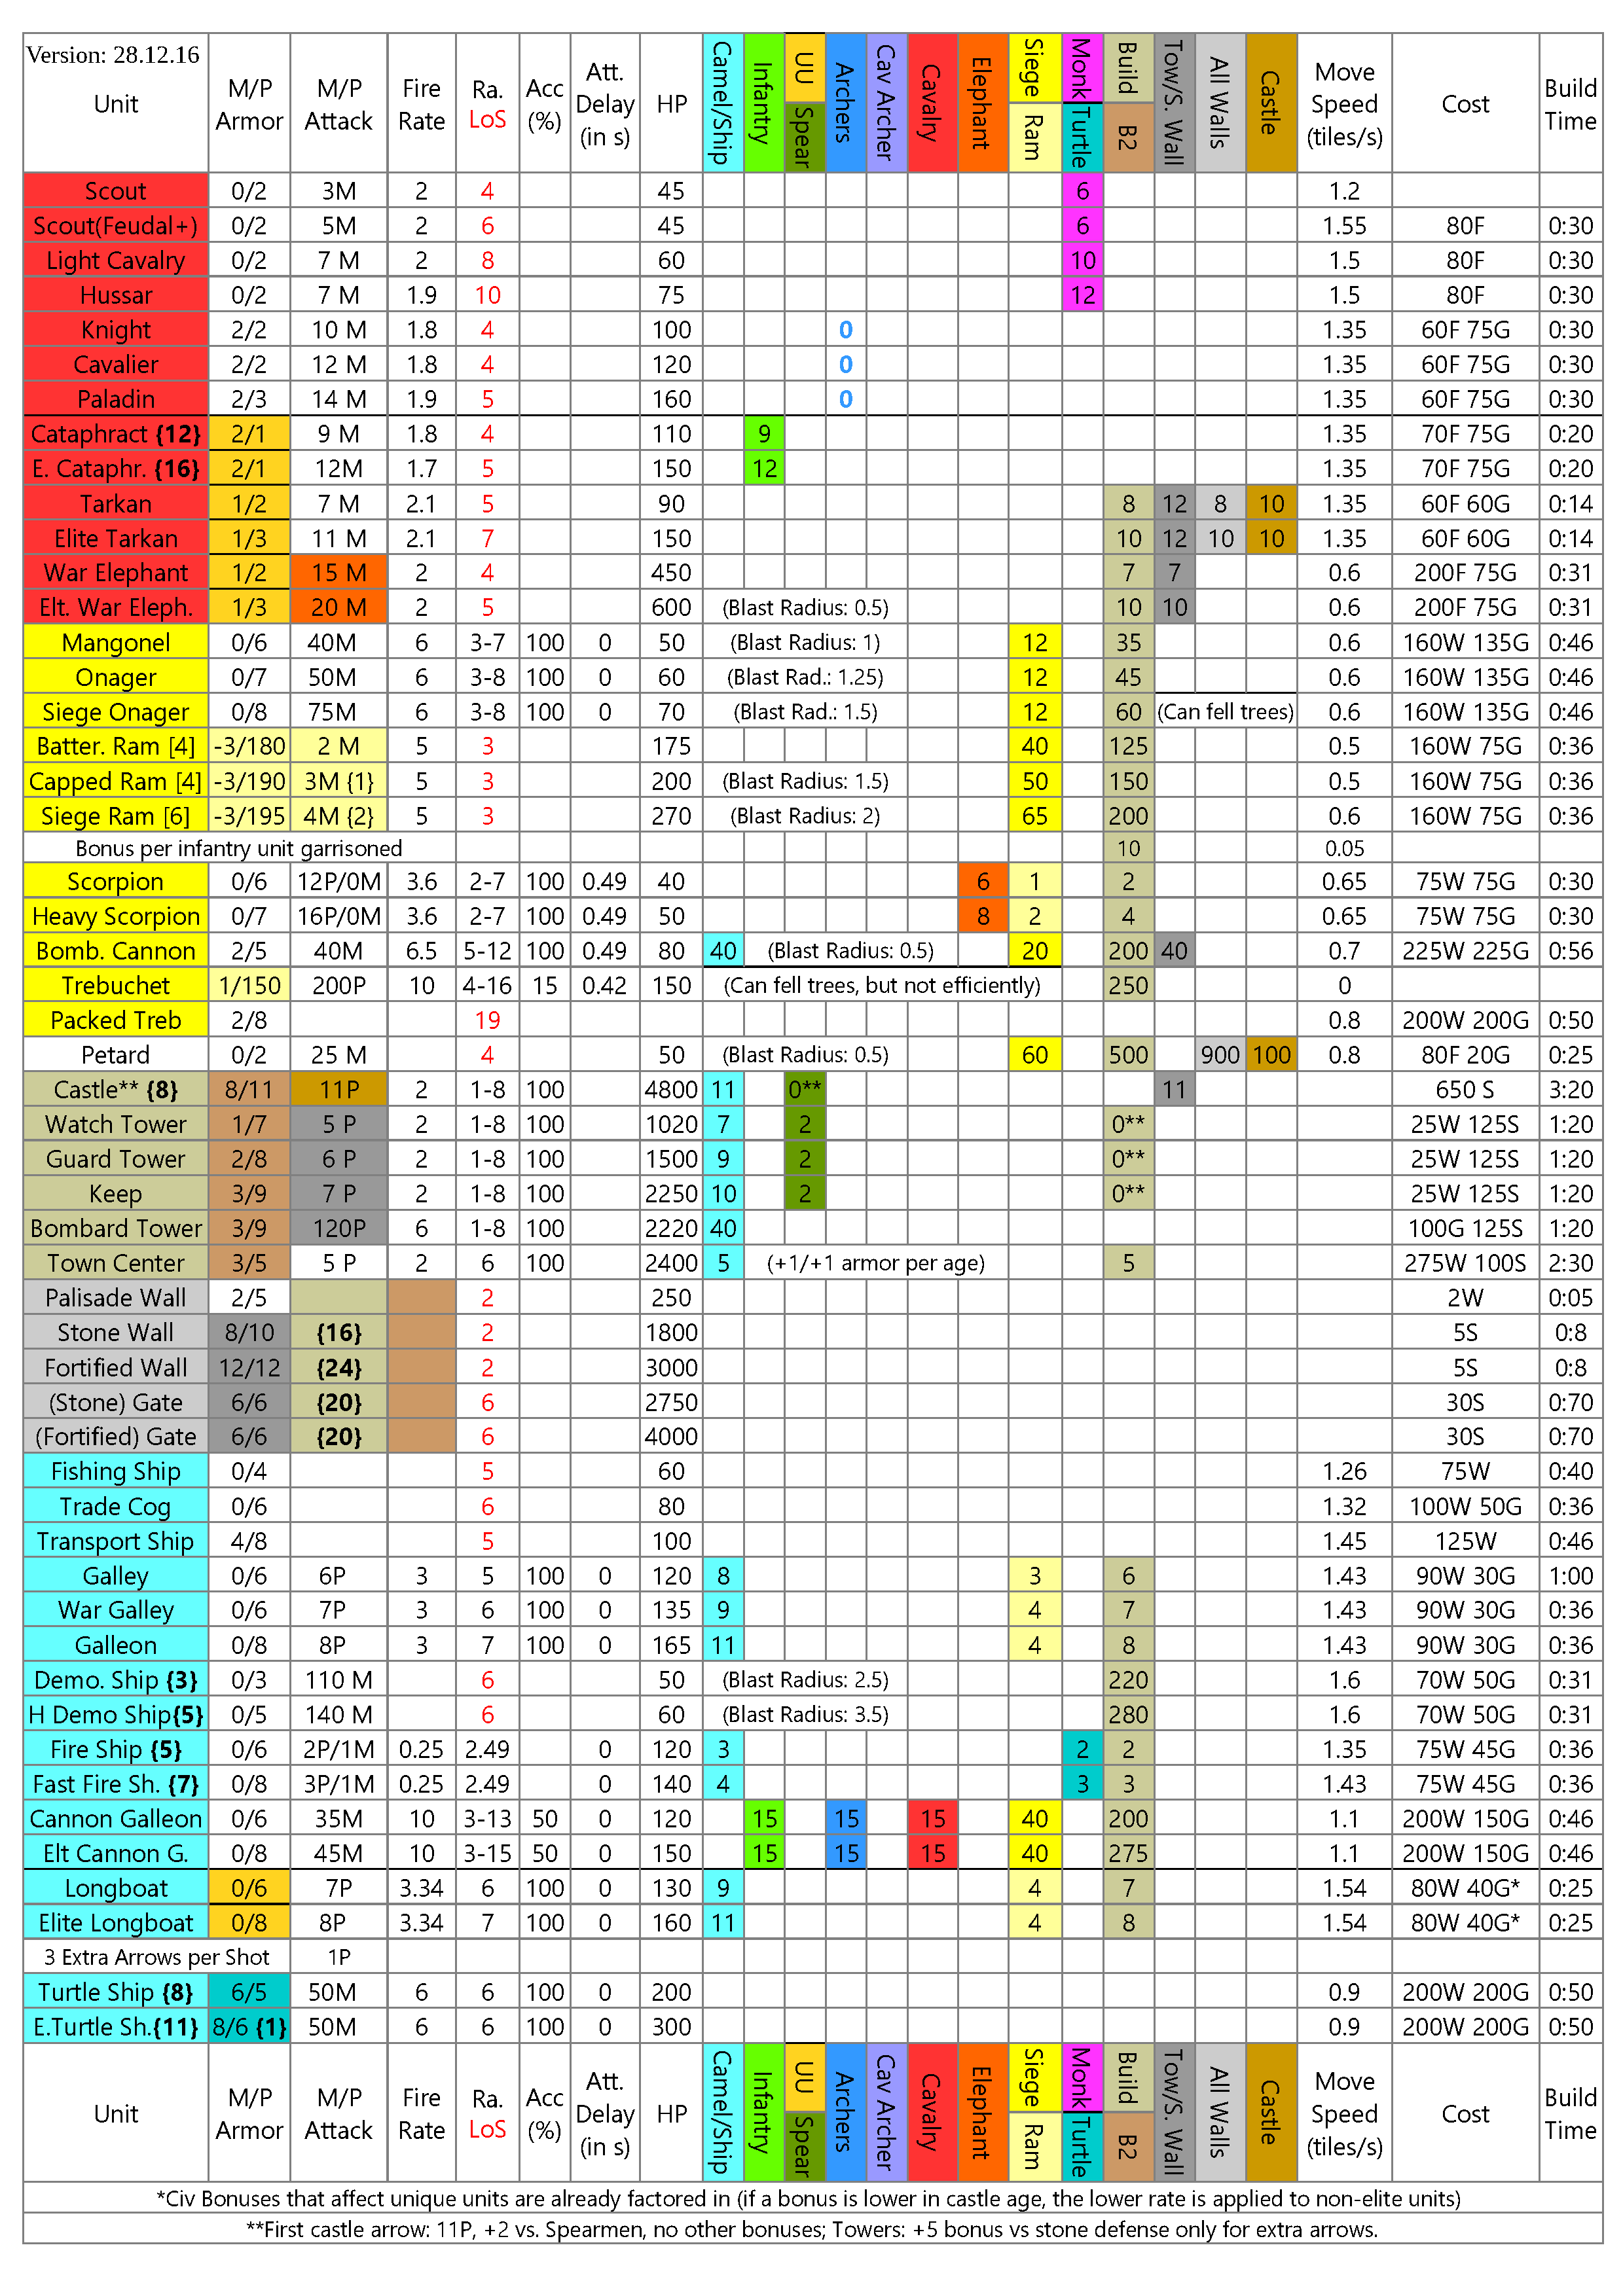 Version: 28.12.16
Unit M/P Armor M/P Attack Fire Rate Ra. LoS Acc (%) Att. Delay (in s) HP Camel/Ship Infantry UU Spear Archers Cav Archer Cavalry Elephant Siege Ram Monk Turtle Build B2 Tow/S. Wall All Walls Castle Move Speed (tiles/s) Cost Build Time
Scout 0/2 3M 2 4 45 6 1.2
Scout(Feudal+) 0/2 5M 2 6 45 6 1.55 80F 0:30
Light Cavalry 0/2 7 M 2 8 60 10 1.5 80F 0:30
Hussar 0/2 7 M 1.9 10 75 12 1.5 80F 0:30
Knight 2/2 10 M 1.8 4 100 0 1.35 60F 75G 0:30
Cavalier 2/2 12 M 1.8 4 120 0 1.35 60F 75G 0:30
Paladin 2/3 14 M 1.9 5 160 0 1.35 60F 75G 0:30
Cataphract {12} 2/1 9 M 1.8 4 110 9 1.35 70F 75G 0:20
E. Cataphr. {16} 2/1 12M 1.7 5 150 12 1.35 70F 75G 0:20
Tarkan 1/2 7 M 2.1 5 90 8 12 8 10 1.35 60F 60G 0:14
Elite Tarkan 1/3 11 M 2.1 7 150 10 12 10 10 1.35 60F 60G 0:14
War Elephant 1/2 15 M 2 4 450 7 7 0.6 200F 75G 0:31
Elt. War Eleph. 1/3 20 M 2 5 600 (Blast Radius: 0.5) 10 10 0.6 200F 75G 0:31
Mangonel 0/6 40M 6 3-7 100 0 50 (Blast Radius: 1) 12 35 0.6 160W 135G 0:46
Onager 0/7 50M 6 3-8 100 0 60 (Blast Rad.: 1.25) 12 45 0.6 160W 135G 0:46
Siege Onager 0/8 75M 6 3-8 100 0 70 (Blast Rad.: 1.5) 12 60 (Can fell trees) 0.6 160W 135G 0:46
Batter. Ram [4] -3/180 2 M 5 3 175 40 125 0.5 160W 75G 0:36
Capped Ram [4] -3/190 3M {1} 5 3 200 (Blast Radius: 1.5) 50 150 0.5 160W 75G 0:36
Siege Ram [6] -3/195 4M {2} 5 3 270 (Blast Radius: 2) 65 200 0.6 160W 75G 0:36
Bonus per infantry unit garrisoned 10 0.05
Scorpion 0/6 12P/0M 3.6 2-7 100 0.49 40 6 1 2 0.65 75W 75G 0:30
Heavy Scorpion 0/7 16P/0M 3.6 2-7 100 0.49 50 8 2 4 0.65 75W 75G 0:30
Bomb. Cannon 2/5 40M 6.5 5-12 100 0.49 80 40 (Blast Radius: 0.5) 20 200 40 0.7 225W 225G 0:56
Trebuchet 1/150 200P 10 4-16 15 0.42 150 (Can fell trees, but not efficiently) 250 0
Packed Treb 2/8 19 0.8 200W 200G 0:50
Petard 0/2 25 M 4 50 (Blast Radius: 0.5) 60 500 900 100 0.8 80F 20G 0:25
Castle** {8} 8/11 11P 2 1-8 100 4800 11 0** 11 650 S 3:20
Watch Tower 1/7 5 P 2 1-8 100 1020 7 2 0** 25W 125S 1:20
Guard Tower 2/8 6 P 2 1-8 100 1500 9 2 0** 25W 125S 1:20
Keep 3/9 7 P 2 1-8 100 2250 10 2 0** 25W 125S 1:20
Bombard Tower 3/9 120P 6 1-8 100 2220 40 100G 125S 1:20
Town Center 3/5 5 P 2 6 100 2400 5 (+1/+1 armor per age) 5 275W 100S 2:30
Palisade Wall 2/5 2 250 2W 0:05
Stone Wall 8/10 {16} 2 1800 5S 0:8
Fortified Wall 12/12 {24} 2 3000 5S 0:8
(Stone) Gate 6/6 {20} 6 2750 30S 0:70
(Fortified) Gate 6/6 {20} 6 4000 30S 0:70
Fishing Ship 0/4 5 60 1.26 75W 0:40
Trade Cog 0/6 6 80 1.32 100W 50G 0:36
Transport Ship 4/8 5 100 1.45 125W 0:46
Galley 0/6 6P 3 5 100 0 120 8 3 6 1.43 90W 30G 1:00
War Galley 0/6 7P 3 6 100 0 135 9 4 7 1.43 90W 30G 0:36
Galleon 0/8 8P 3 7 100 0 165 11 4 8 1.43 90W 30G 0:36
Demo. Ship {3} 0/3 110 M 6 50 (Blast Radius: 2.5) 220 1.6 70W 50G 0:31
H Demo Ship{5} 0/5 140 M 6 60 (Blast Radius: 3.5) 280 1.6 70W 50G 0:31
Fire Ship {5} 0/6 2P/1M 0.25 2.49 0 120 3 2 2 1.35 75W 45G 0:36
Fast Fire Sh. {7} 0/8 3P/1M 0.25 2.49 0 140 4 3 3 1.43 75W 45G 0:36
Cannon Galleon 0/6 35M 10 3-13 50 0 120 15 15 15 40 200 1.1 200W 150G 0:46
Elt Cannon G. 0/8 45M 10 3-15 50 0 150 15 15 15 40 275 1.1 200W 150G 0:46
Longboat 0/6 7P 3.34 6 100 0 130 9 4 7 1.54 80W 40G* 0:25
Elite Longboat 0/8 8P 3.34 7 100 0 160 11 4 8 1.54 80W 40G* 0:25
3 Extra Arrows per Shot 1P
Turtle Ship {8} 6/5 50M 6 6 100 0 200 0.9 200W 200G 0:50
E.Turtle Sh.{11} 8/6 {1} 50M 6 6 100 0 300 0.9 200W 200G 0:50
Unit M/P Armor M/P Attack Fire Rate Ra. LoS Acc (%) Att. Delay (in s) HP Camel/Ship Infantry UU Spear Archers Cav Archer Cavalry Elephant Siege Ram Monk Turtle Build B2 Tow/S. Wall All Walls Castle Move Speed (tiles/s) Cost Build Time
*Civ Bonuses that affect unique units are already factored in (if a bonus is lower in castle age, the lower rate is applied to non-elite units)
**First castle arrow: 11P, +2 vs. Spearmen, no other bonuses; Towers: +5 bonus vs stone defense only for extra arrows.